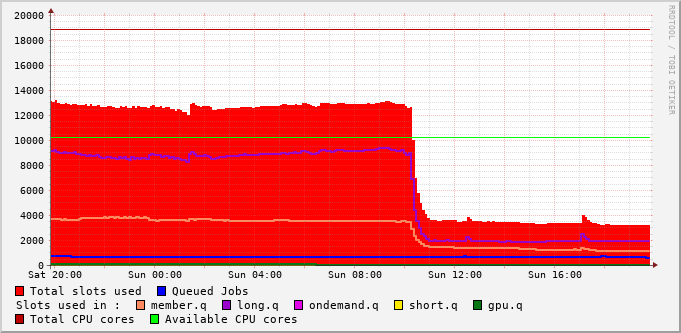 RRDTOOL / TOBI OETIKER
20000
18000
16000
14000
12000
10000
8000
6000
4000
2000
0
Sat 20:00 Sun 00:00 Sun 04:00 Sun 08:00 Sun 12:00 Sun 16:00
Total slots used Queued Jobs
Slots used in : member.q long.q ondemand.q short.q gpu.q
Total CPU cores Available CPU cores